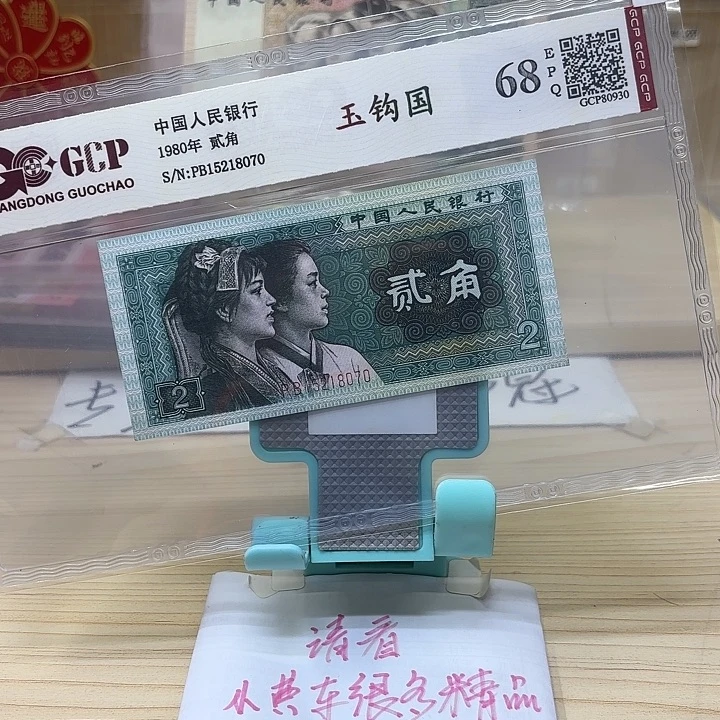 GCP GCP GCP
中国人民银行
1980年 贰角
S/N:PB15218070
玉钩国
68
EPQ
GCP80930
GCP
ANGDONG GUOCHAO
中国人民银行
贰角
2
2
PB15218070
请看